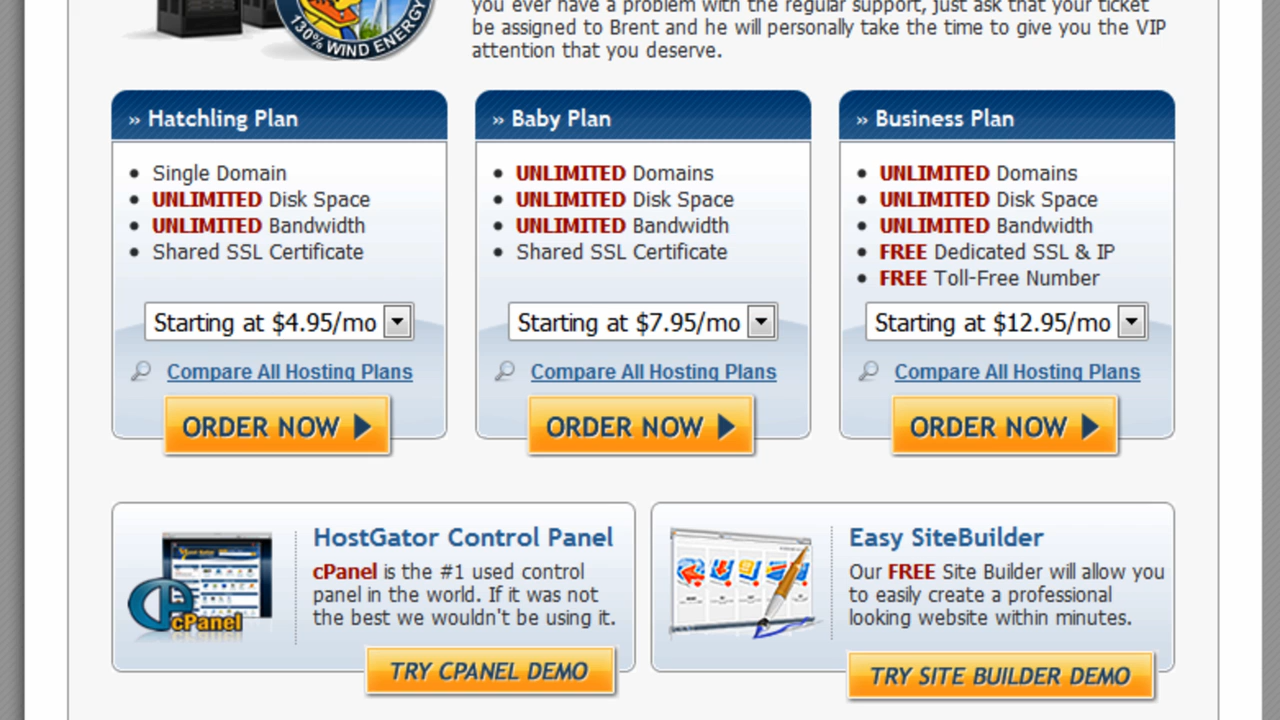 you ever have a problem with the regular support, just ask that your ticket
130% WIND ENERGY
be assigned to Brent and he will personally take the time to give you the VIP
attention that you deserve.
» Hatchling Plan
• Single Domain
• UNLIMITED Disk Space
• UNLIMITED Bandwidth
• Shared SSL Certificate
Starting at $4.95/mo
Compare All Hosting Plans
ORDER NOW
» Baby Plan
• UNLIMITED Domains
• UNLIMITED Disk Space
• UNLIMITED Bandwidth
• Shared SSL Certificate
Starting at $7.95/mo
Compare All Hosting Plans
ORDER NOW
» Business Plan
• UNLIMITED Domains
• UNLIMITED Disk Space
• UNLIMITED Bandwidth
• FREE Dedicated SSL & IP
• FREE Toll-Free Number
Starting at $12.95/mo
Compare All Hosting Plans
ORDER NOW
HostGator Control Panel
cPanel is the #1 used control
panel in the world. If it was not
the best we wouldn't be using it.
cPanel
TRY CPANEL DEMO
Easy SiteBuilder
Our FREE Site Builder will allow you
to easily create a professional
looking website within minutes.
TRY SITE BUILDER DEMO